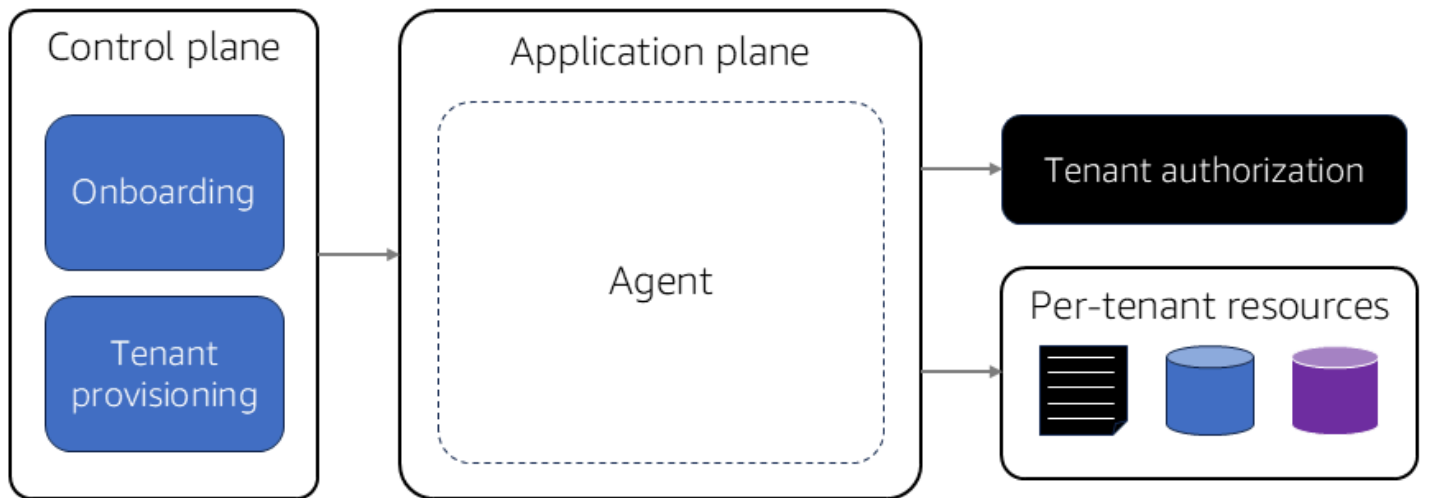 Control plane
Onboarding
Tenant
provisioning
Application plane
Agent
Tenant authorization
Per-tenant resources